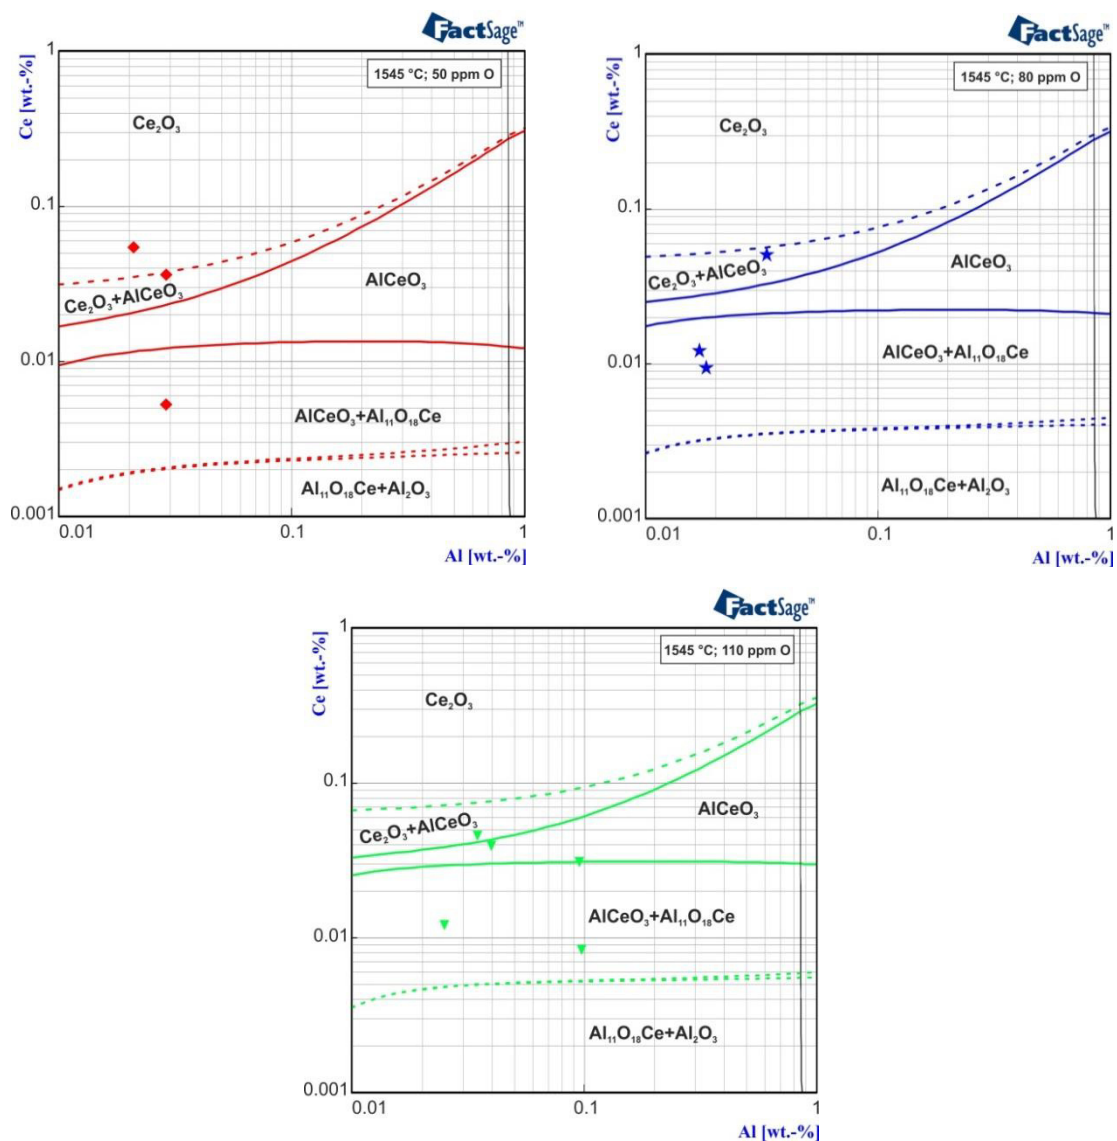 FactSage™
1545 °C; 50 ppm O
Ce [wt.-%]
1
0.1
0.01
0.001
Ce₂O₃
Ce₂O₃+AlCeO₃
AlCeO₃
AlCeO₃+Al₁₁O₁₈Ce
Al₁₁O₁₈Ce+Al₂O₃
0.01
0.1
1
Al [wt.-%]
FactSage™
1545 °C; 80 ppm O
Ce [wt.-%]
1
0.1
0.01
0.001
Ce₂O₃
Ce₂O₃+AlCeO₃
AlCeO₃
AlCeO₃+Al₁₁O₁₈Ce
Al₁₁O₁₈Ce+Al₂O₃
0.01
0.1
1
Al [wt.-%]
FactSage™
1545 °C; 110 ppm O
Ce [wt.-%]
1
0.1
0.01
0.001
Ce₂O₃
Ce₂O₃+AlCeO₃
AlCeO₃
AlCeO₃+Al₁₁O₁₈Ce
Al₁₁O₁₈Ce+Al₂O₃
0.01
0.1
1
Al [wt.-%]